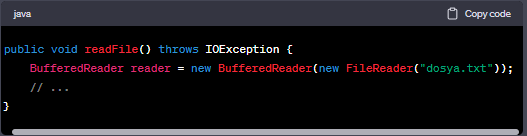 java
Copy code
public void readFile() throws IOException {
    BufferedReader reader = new BufferedReader(new FileReader("dosya.txt"));
    // ...
}